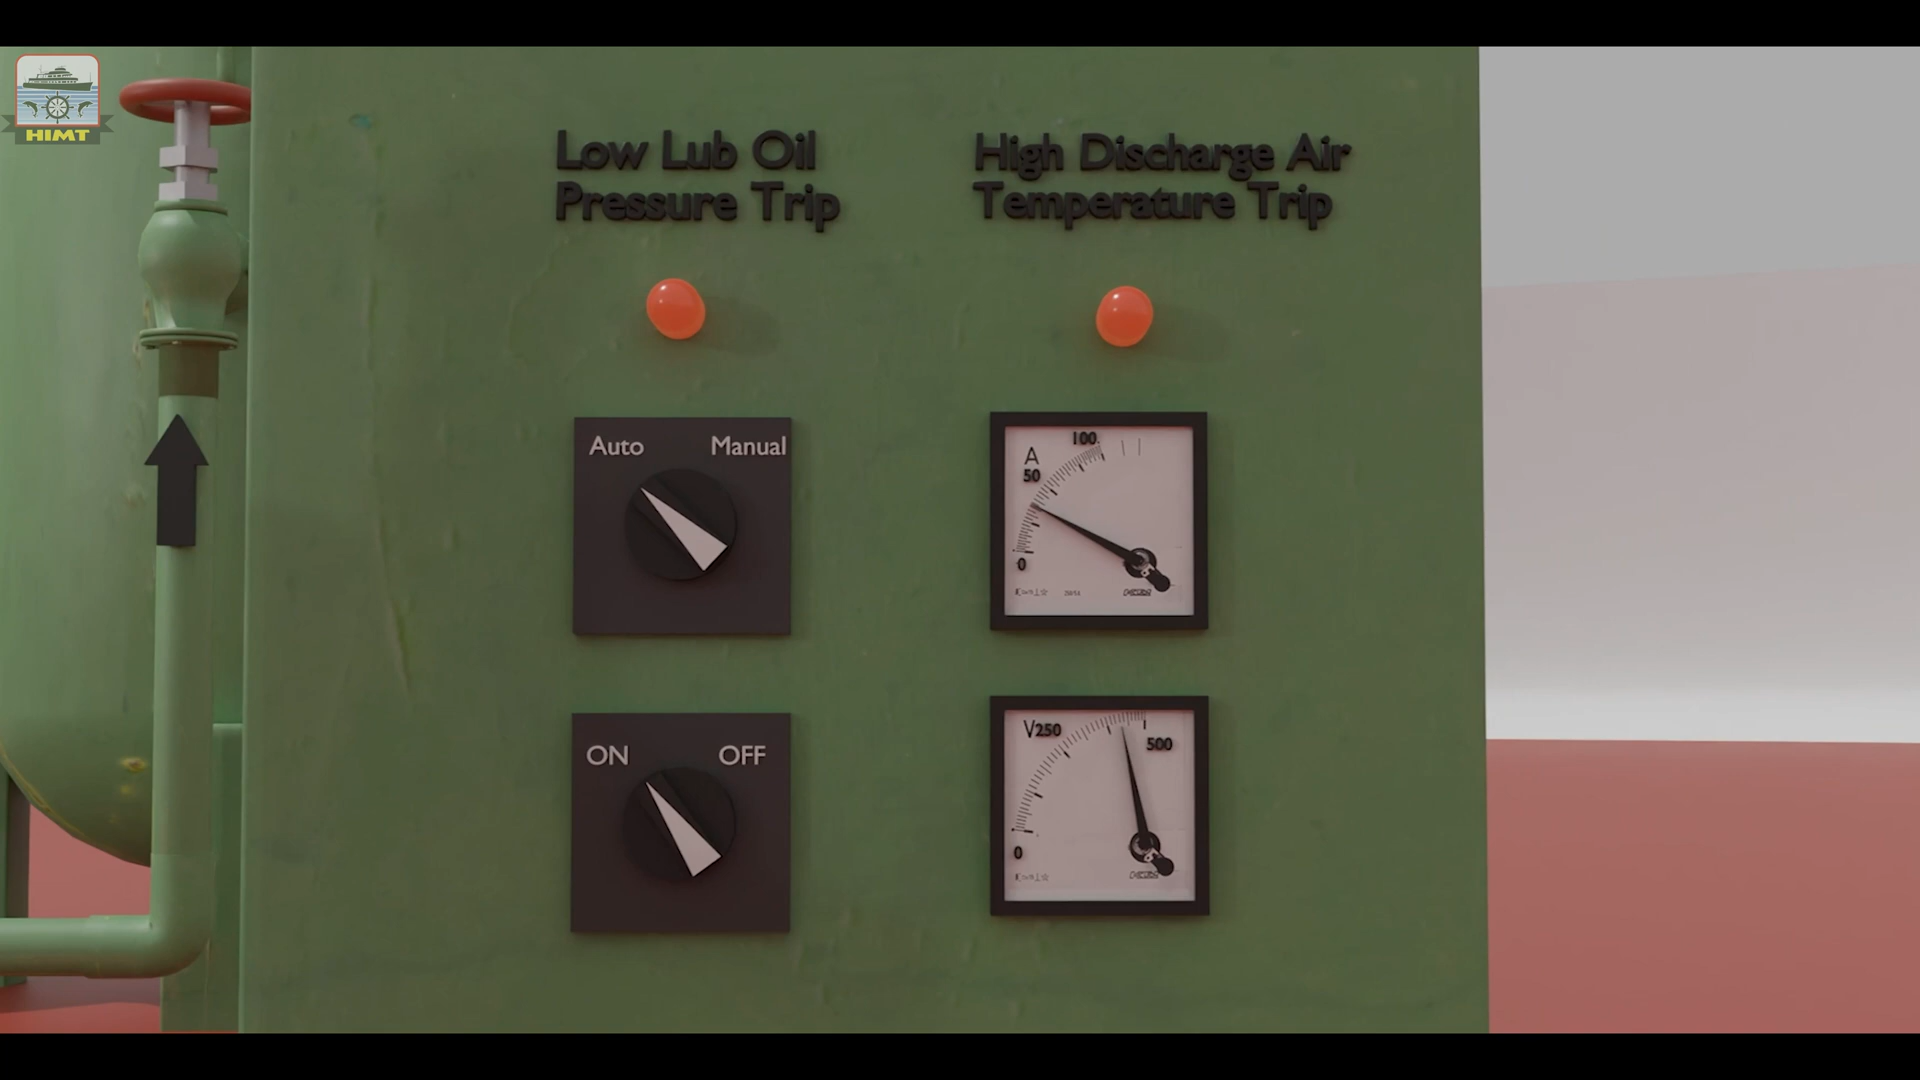 HIMT
Low Lub Oil
Pressure Trip
High Discharge Air
Temperature Trip
Auto Manual
100
A
50
0
ON OFF
V250
500
0